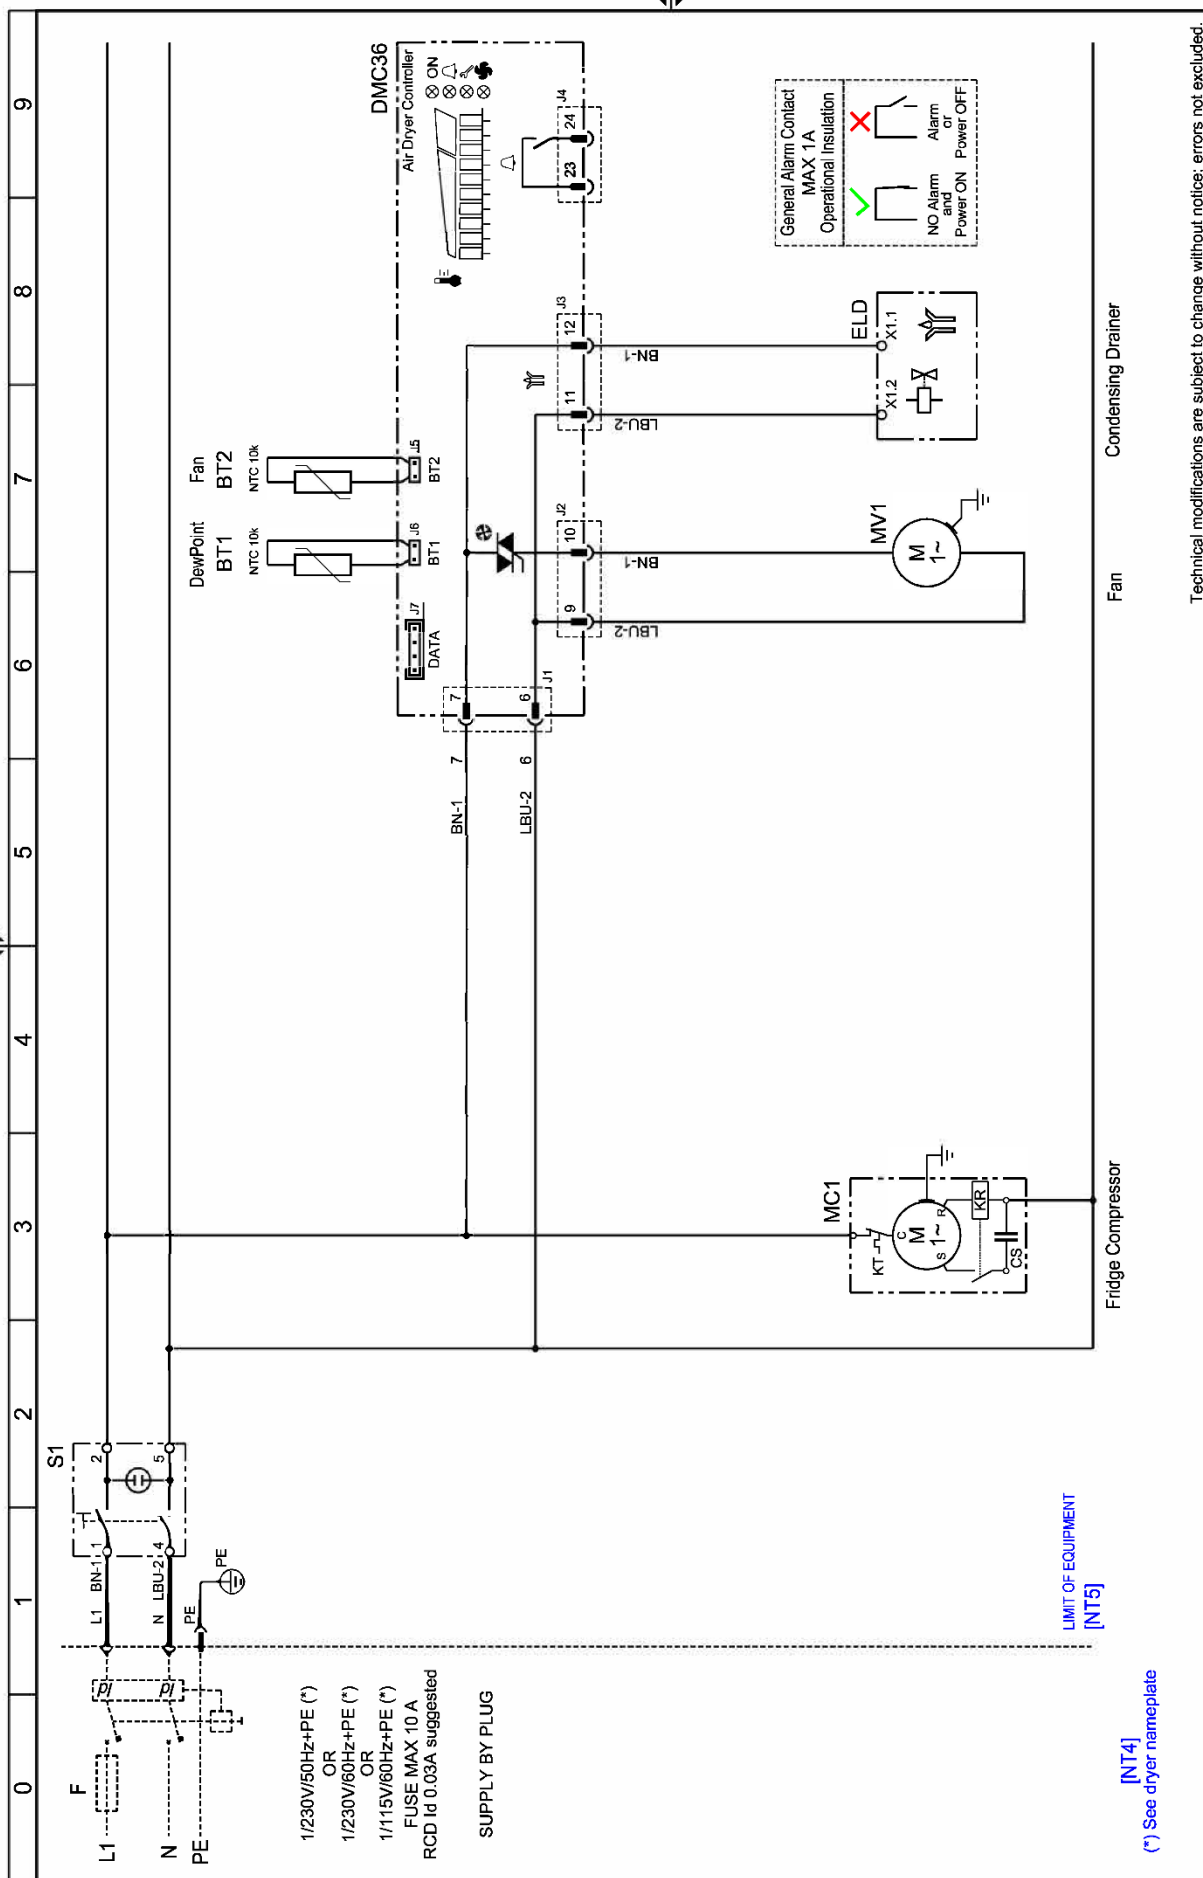 0 1 2 3 4 5 6 7 8 9
F
L1
N
PE
Id
Id
L1 BN-1
N LBU-2
PE
PE
S1
1 2
4 5
1/230V/50Hz+PE (*)
OR
1/230V/60Hz+PE (*)
OR
1/115V/60Hz+PE (*)
FUSE MAX 10 A
RCD Id 0.03A suggested
SUPPLY BY PLUG
LIMIT OF EQUIPMENT
[NT5]
[NT4]
(*) See dryer nameplate
MC1
KT
C
M
1~
S R
KR
CS
Fridge Compressor
BN-1 7 7
LBU-2 6 6
J1
DMC36
Air Dryer Controller
ON
DATA
J7
DewPoint
BT1
NTC 10k
J6
BT1
Fan
BT2
NTC 10k
J5
BT2
9 10 J2
LBU-2 BN-1
11 12 J3
LBU-2 BN-1
23 24 J4
MV1
M
1~
Fan
ELD
X1.2 X1.1
Condensing Drainer
General Alarm Contact
MAX 1A
Operational Insulation
NO Alarm
and
Power ON
Alarm
or
Power OFF
Technical modifications are subject to change without notice; errors not excluded.